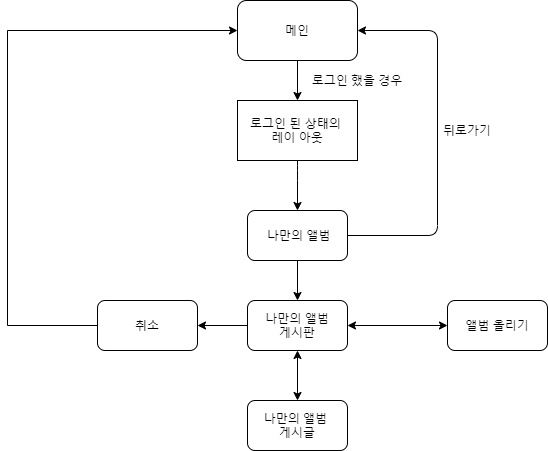 메인
로그인 했을 경우
로그인 된 상태의
레이 아웃
뒤로가기
나만의 앨범
취소
나만의 앨범
게시판
앨범 올리기
나만의 앨범
게시글